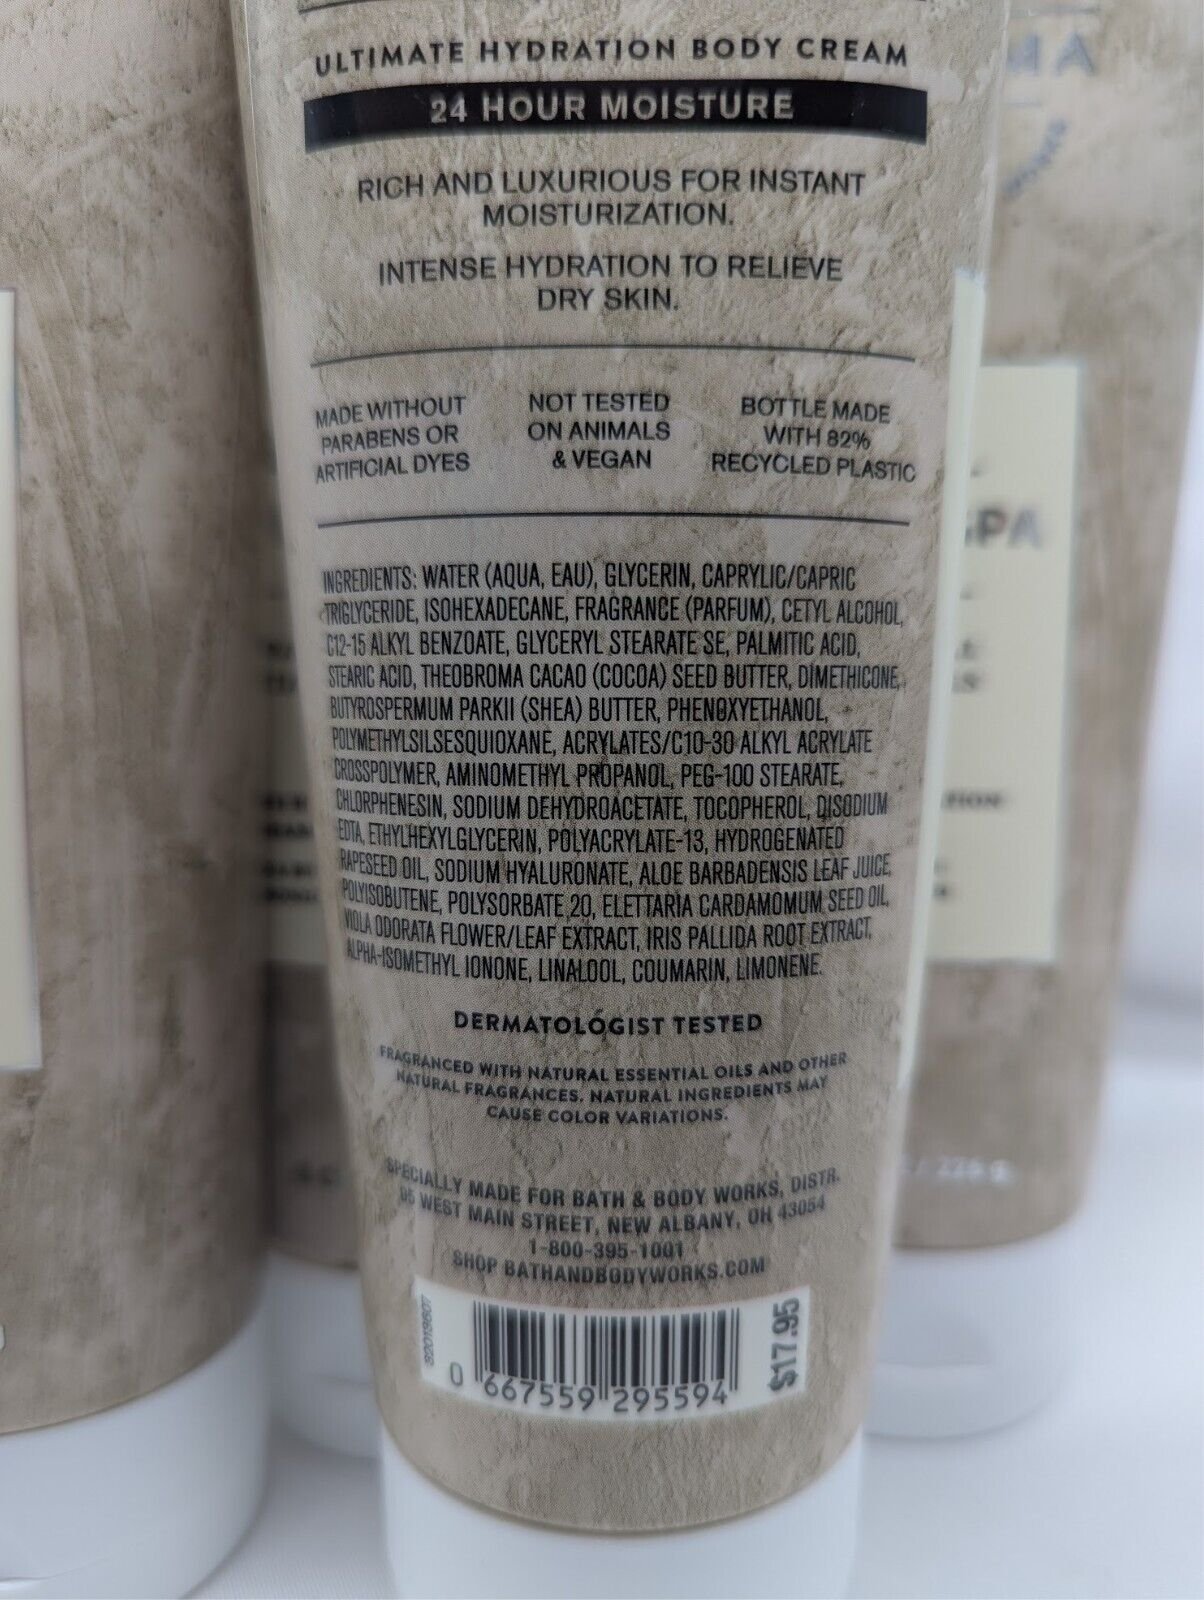 ULTIMATE HYDRATION BODY CREAM
24 HOUR MOISTURE
RICH AND LUXURIOUS FOR INSTANT
MOISTURIZATION.
INTENSE HYDRATION TO RELIEVE
DRY SKIN.
MADE WITHOUT
PARABENS OR
ARTIFICIAL DYES
NOT TESTED
ON ANIMALS
& VEGAN
BOTTLE MADE
WITH 82%
RECYCLED PLASTIC
INGREDIENTS: WATER (AQUA, EAU), GLYCERIN, CAPRYLIC/CAPRIC
TRIGLYCERIDE, ISOHEXADECANE, FRAGRANCE (PARFUM), CETYL ALCOHOL,
C12-15 ALKYL BENZOATE, GLYCERYL STEARATE SE, PALMITIC ACID,
STEARIC ACID, THEOBROMA CACAO (COCOA) SEED BUTTER, DIMETHICONE,
BUTYROSPERMUM PARKII (SHEA) BUTTER, PHENOXYETHANOL,
POLYMETHYLSILSESQUIOXANE, ACRYLATES/C10-30 ALKYL ACRYLATE
CROSSPOLYMER, AMINOMETHYL PROPANOL, PEG-100 STEARATE,
CHLORPHENESIN, SODIUM DEHYDROACETATE, TOCOPHEROL, DISODIUM
EDTA, ETHYLHEXYLGLYCERIN, POLYACRYLATE-13, HYDROGENATED
RAPESEED OIL, SODIUM HYALURONATE, ALOE BARBADENSIS LEAF JUICE,
POLYISOBUTENE, POLYSORBATE 20, ELETTARIA CARDAMOMUM SEED OIL,
VIOLA ODORATA FLOWER/LEAF EXTRACT, IRIS PALLIDA ROOT EXTRACT,
ALPHA-ISOMETHYL IONONE, LINALOOL, COUMARIN, LIMONENE.
DERMATOLOGIST TESTED
FRAGRANCED WITH NATURAL ESSENTIAL OILS AND OTHER
NATURAL FRAGRANCES. NATURAL INGREDIENTS MAY
CAUSE COLOR VARIATIONS.
SPECIALLY MADE FOR BATH & BODY WORKS, DISTR.
95 WEST MAIN STREET, NEW ALBANY, OH 43054
1-800-395-1001
SHOP BATHANDBODYWORKS.COM
0 667559 295594
$17.95
MA
SPA
226 g